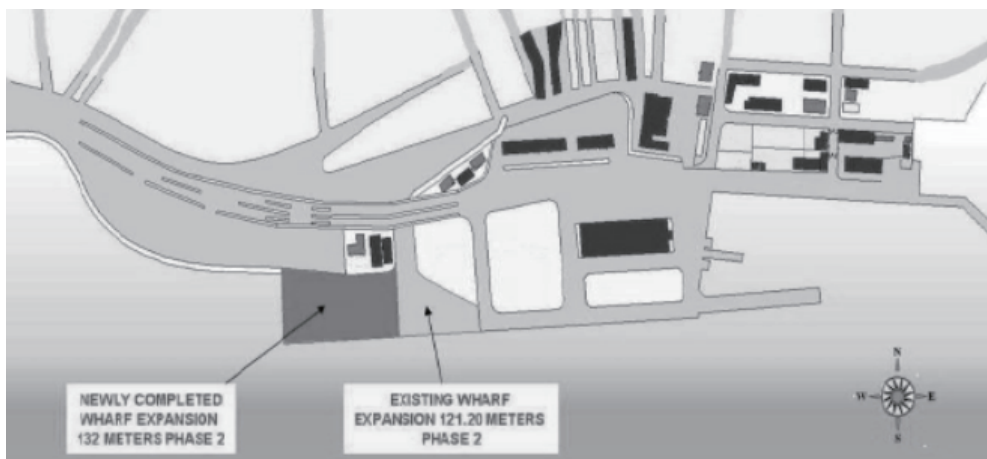 NEWLY COMPLETED
WHARF EXPANSION
132 METERS PHASE 2
EXISTING WHARF
EXPANSION 121.20 METERS
PHASE 2
N
W
E
S